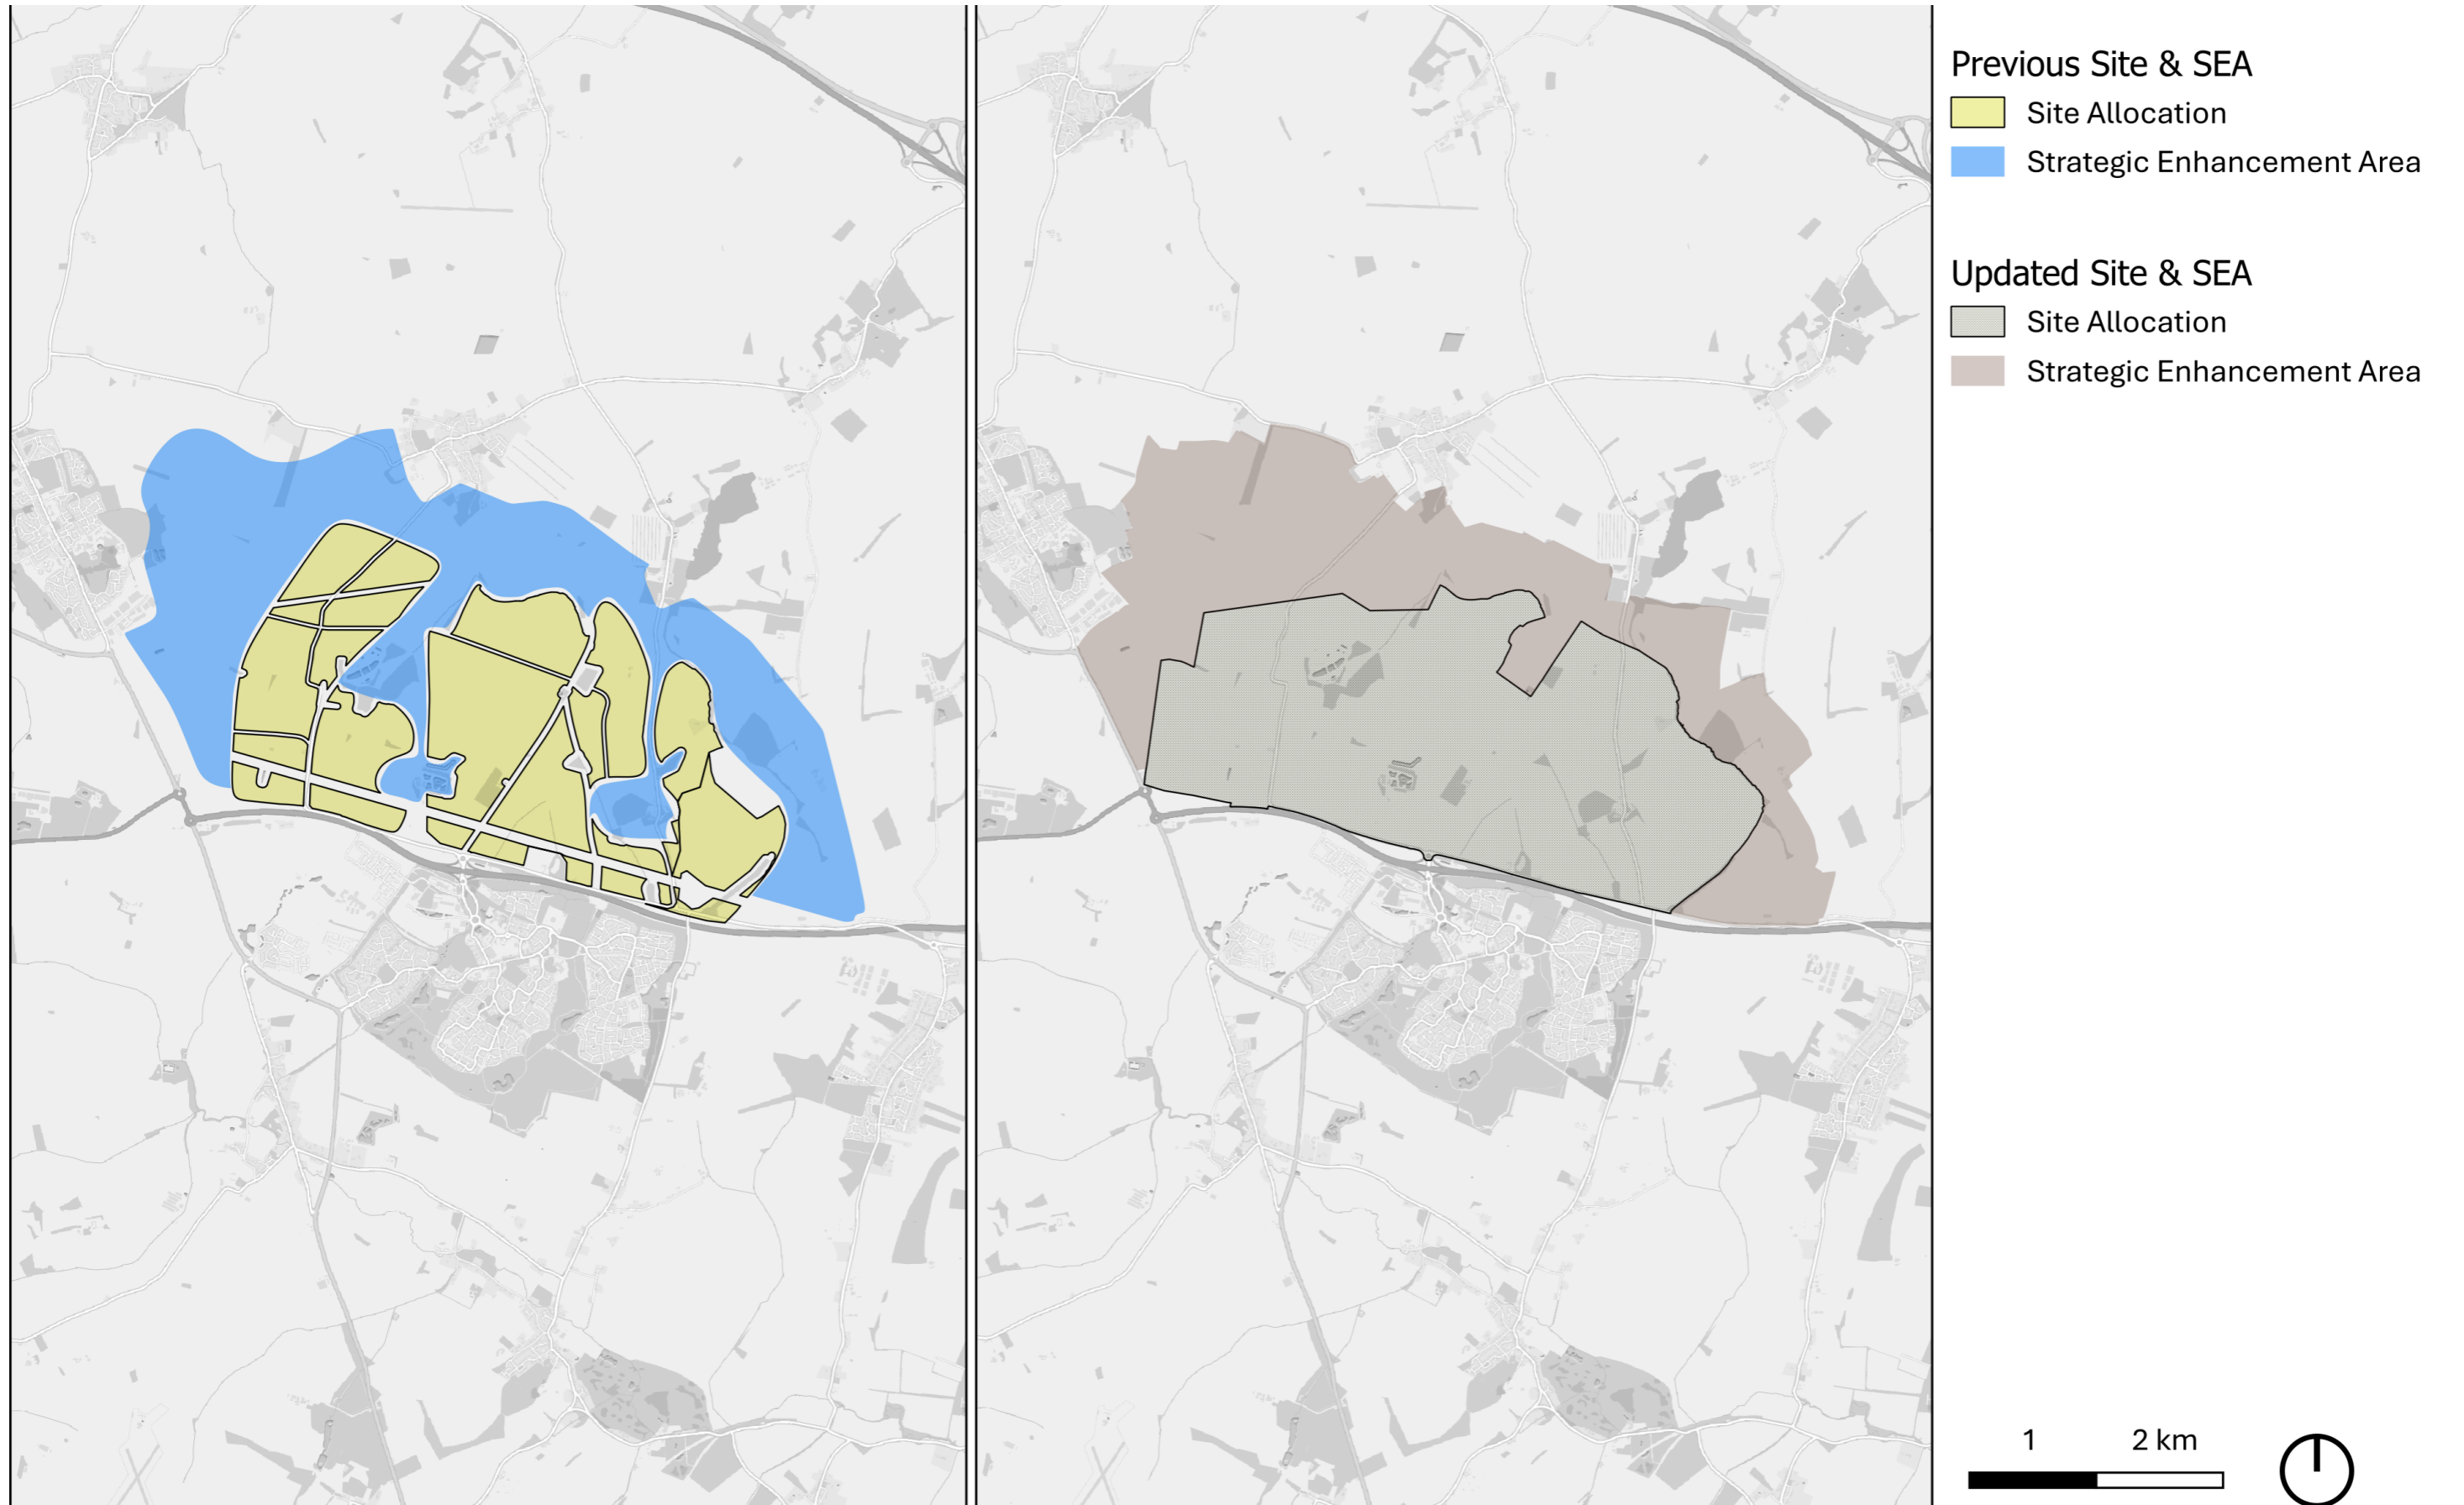 Previous Site & SEA
Site Allocation
Strategic Enhancement Area
Updated Site & SEA
Site Allocation
Strategic Enhancement Area
1 2 km